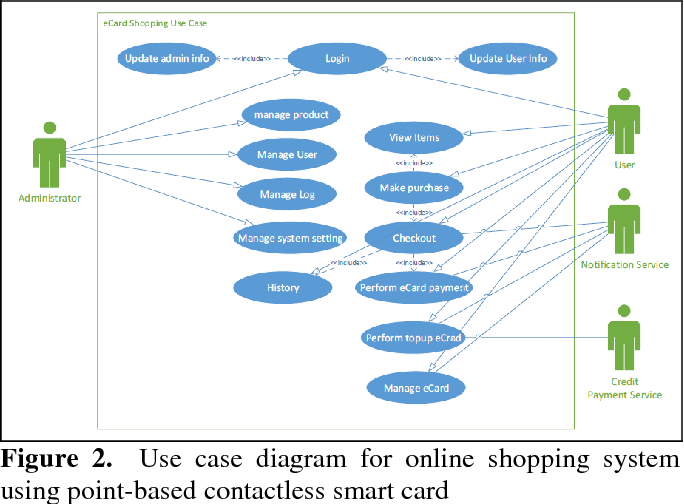 eCard Shopping Use Case
Update admin info
<<include>>
Login
<<include>>
Update User Info
manage product
View Items
Manage User
<<include>>
User
Make purchase
Administrator
Manage Log
<<include>>
Manage system setting
Checkout
<<include>>
<<include>>
Notification Service
History
Perform eCard payment
Perform topup eCrad
Manage eCard
Credit
Payment Service
Figure 2. Use case diagram for online shopping system
using point-based contactless smart card